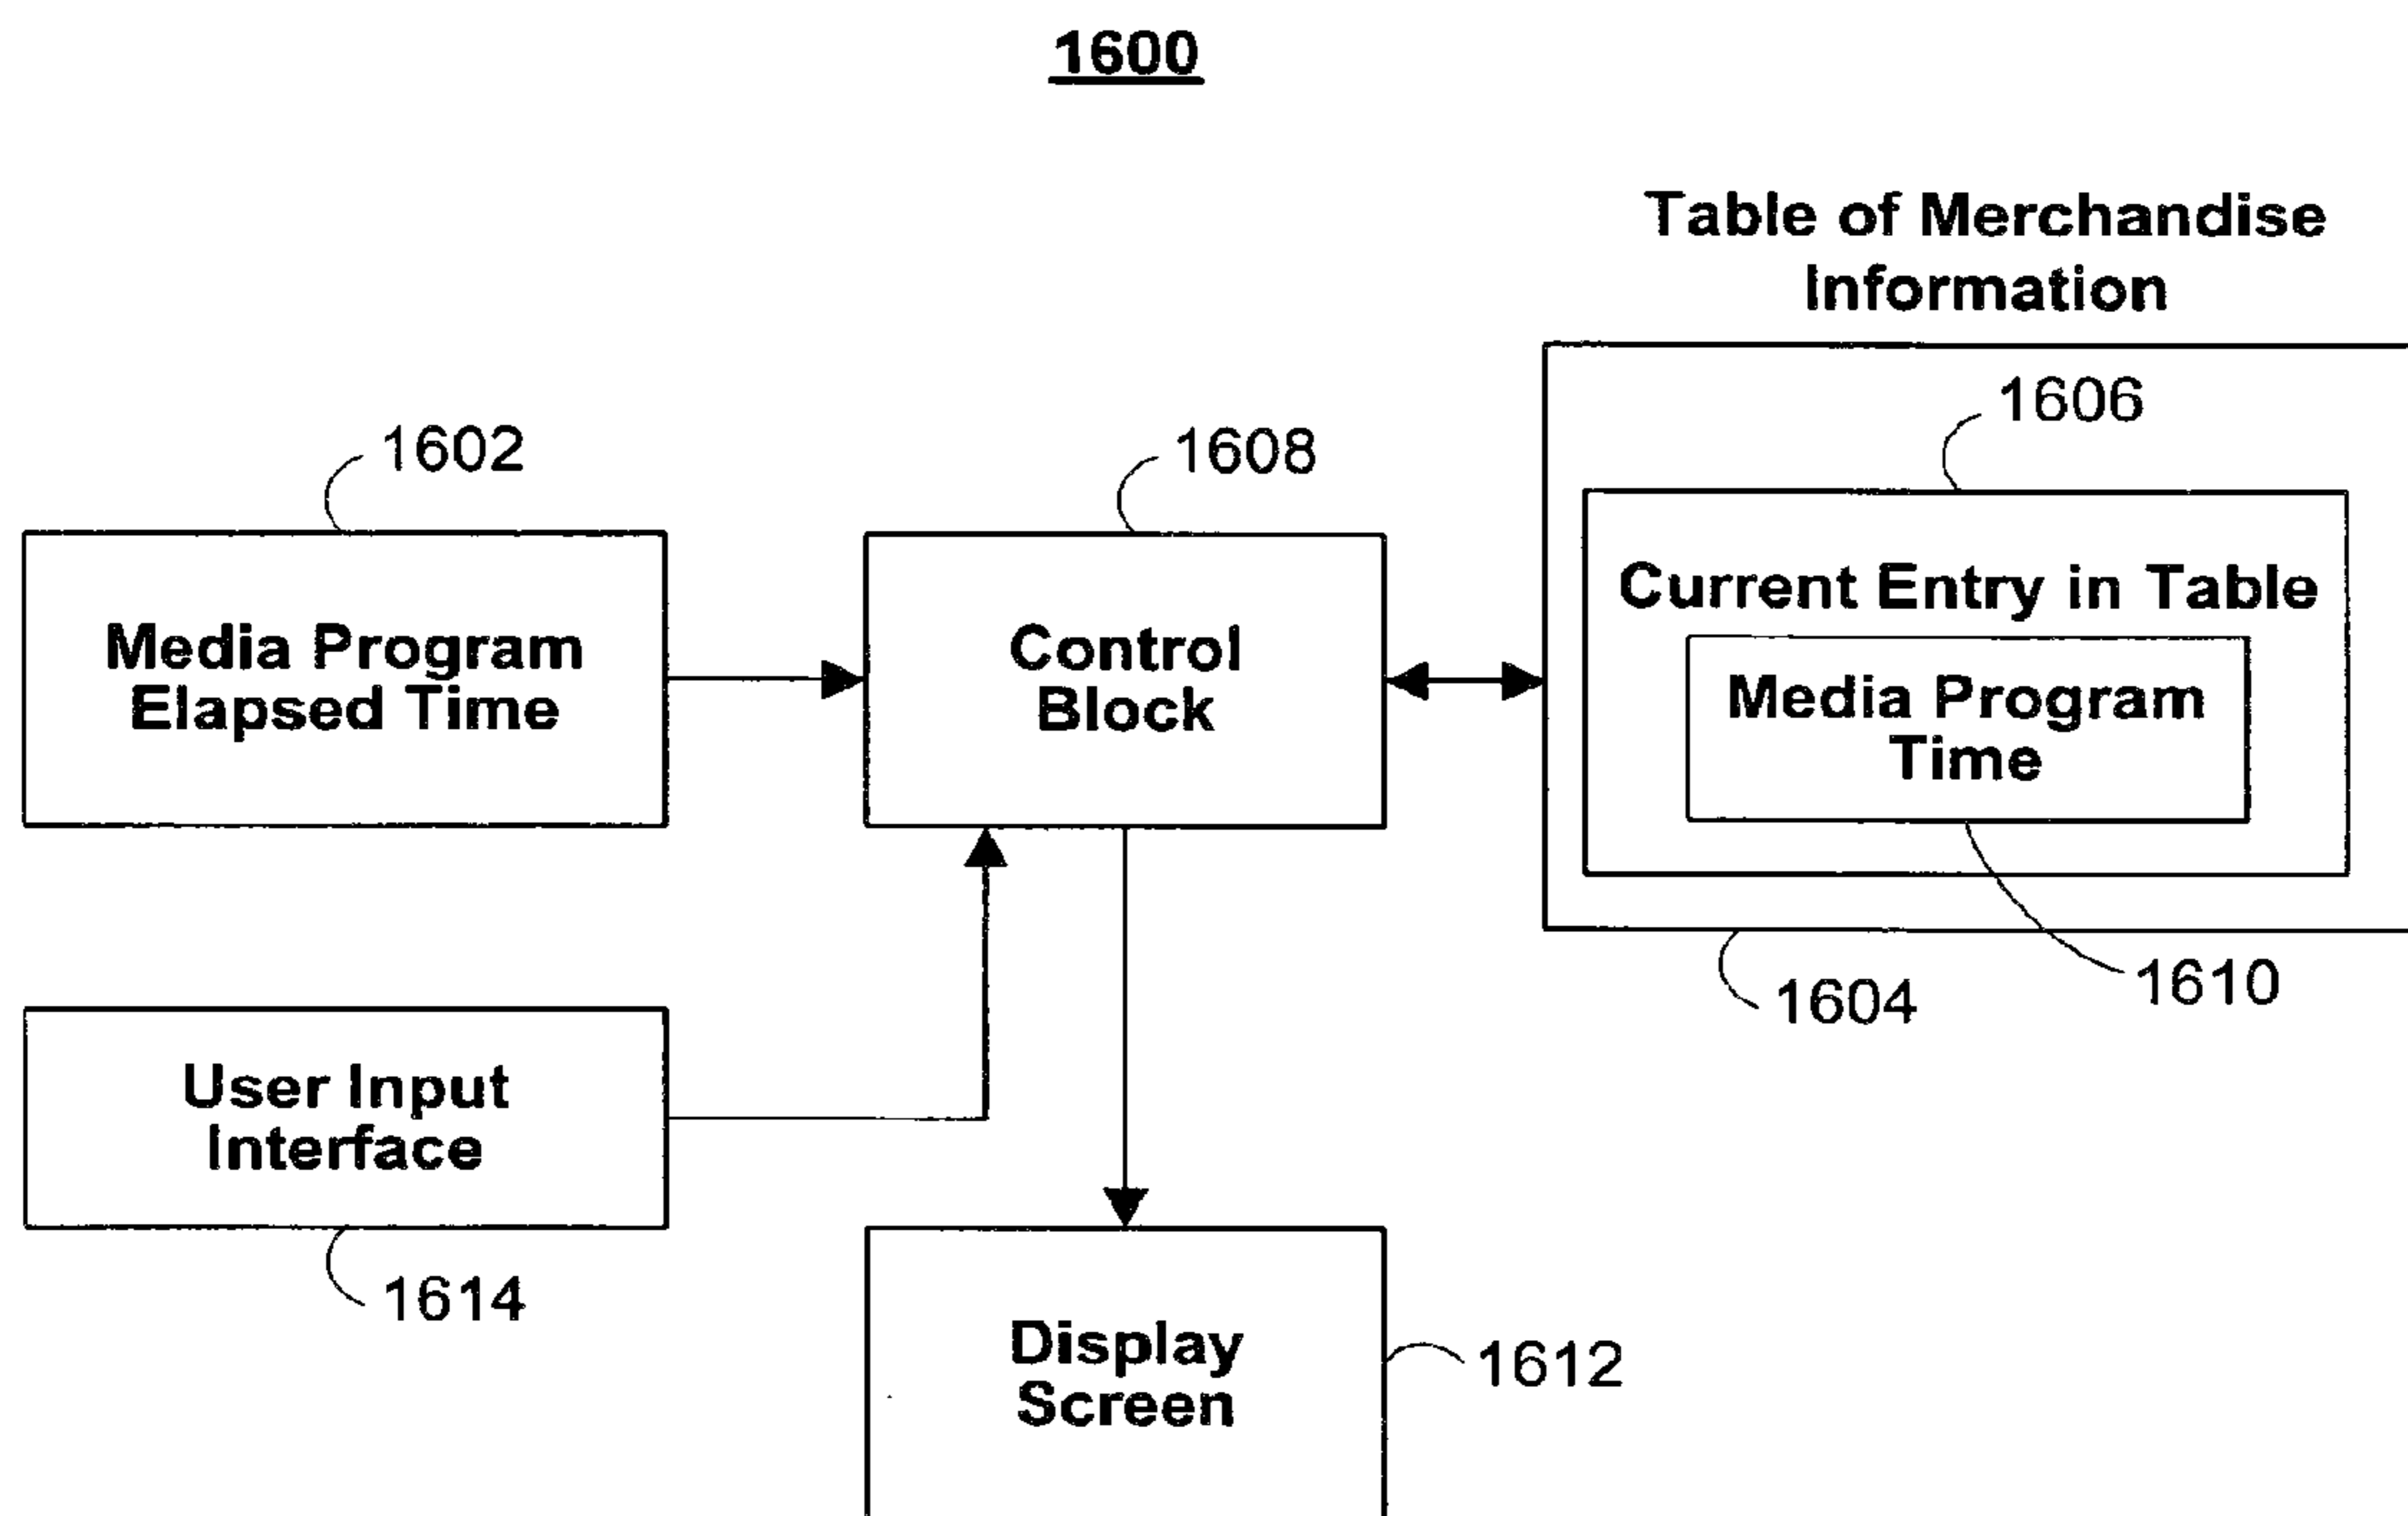 1600
Table of Merchandise
Information
1606
1602
1608
Current Entry in Table
Media Program
Elapsed Time
Control
Block
Media Program
Time
1610
1604
User Input
Interface
1614
Display
Screen
1612